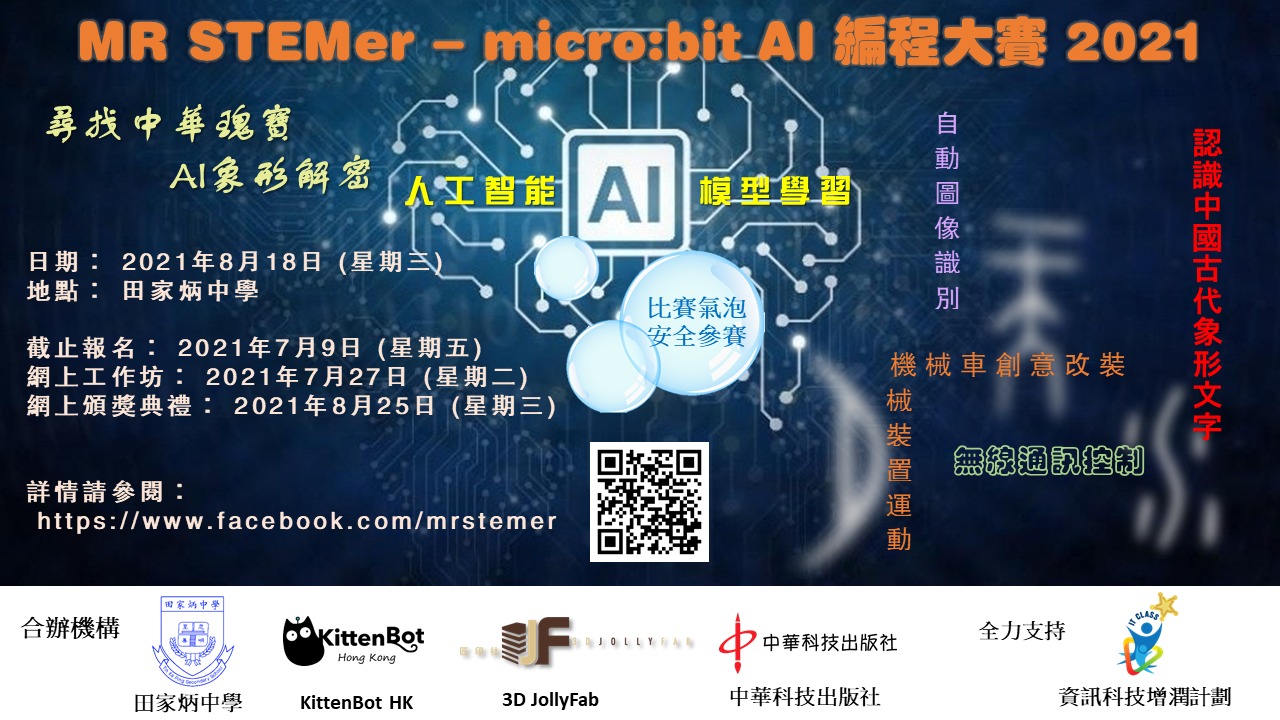 MR STEMer – micro:bit AI 編程大賽 2021
尋找中華瑰寶
AI象形解密
人工智能
AI
模型學習
自動圖像識別
認識中國古代象形文字
日期： 2021年8月18日 (星期三)
地點： 田家炳中學
比賽氣泡
安全參賽
截止報名： 2021年7月9日 (星期五)
網上工作坊： 2021年7月27日 (星期二)
網上頒獎典禮： 2021年8月25日 (星期三)
機械車創意改裝
械裝置運動
無線通訊控制
詳情請參閱：
https://www.facebook.com/mrstemer
合辦機構
田家炳中學
田家炳中學
KittenBot
Hong Kong
KittenBot HK
JF
3D JOLLYFAB
3D JollyFab
中華科技出版社
中華科技出版社
全力支持
IT CLASS
資訊科技增潤計劃